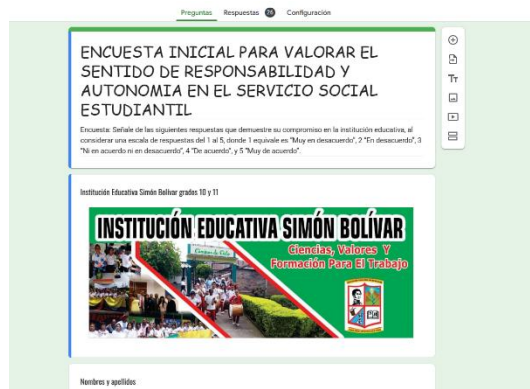 Preguntas Respuestas 76 Configuración
ENCUESTA INICIAL PARA VALORAR EL
SENTIDO DE RESPONSABILIDAD Y
AUTONOMIA EN EL SERVICIO SOCIAL
ESTUDIANTIL
Encuesta: Señale de las siguientes respuestas que demuestre su compromiso en la institución educativa, al
considerar una escala de respuestas del 1 al 5, donde 1 equivale es "Muy en desacuerdo", 2 "En desacuerdo", 3
"Ni en acuerdo ni en desacuerdo", 4 "De acuerdo", y 5 "Muy de acuerdo".
Institución Educativa Simón Bolívar grados 10 y 11
INSTITUCIÓN EDUCATIVA SIMÓN BOLÍVAR
Ciencias, Valores Y
Formación Para El Trabajo
Nombres y apellidos